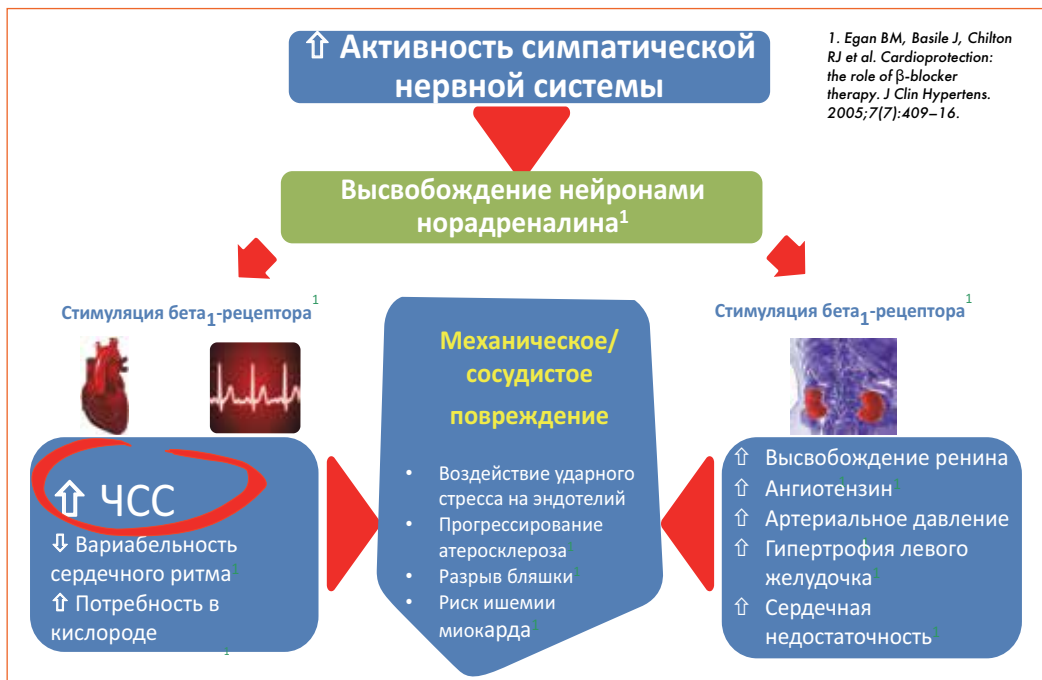 ⇧ Активность симпатической
нервной системы
1. Egan BM, Basile J, Chilton
RJ et al. Cardioprotection:
the role of β-blocker
therapy. J Clin Hypertens.
2005;7(7):409–16.
Высвобождение нейронами
норадреналина¹
Стимуляция бета₁-рецептора¹
⇧ ЧСС
⇩ Вариабельность
сердечного ритма¹
⇧ Потребность в
кислороде
¹
Механическое/
сосудистое
повреждение
• Воздействие ударного
стресса на эндотелий
• Прогрессирование
атеросклероза¹
• Разрыв бляшки¹
• Риск ишемии
миокарда¹
Стимуляция бета₁-рецептора¹
⇧ Высвобождение ренина
⇧ Ангиотензин¹
⇧ Артериальное давление
⇧ Гипертрофия левого
желудочка¹
⇧ Сердечная
недостаточность¹